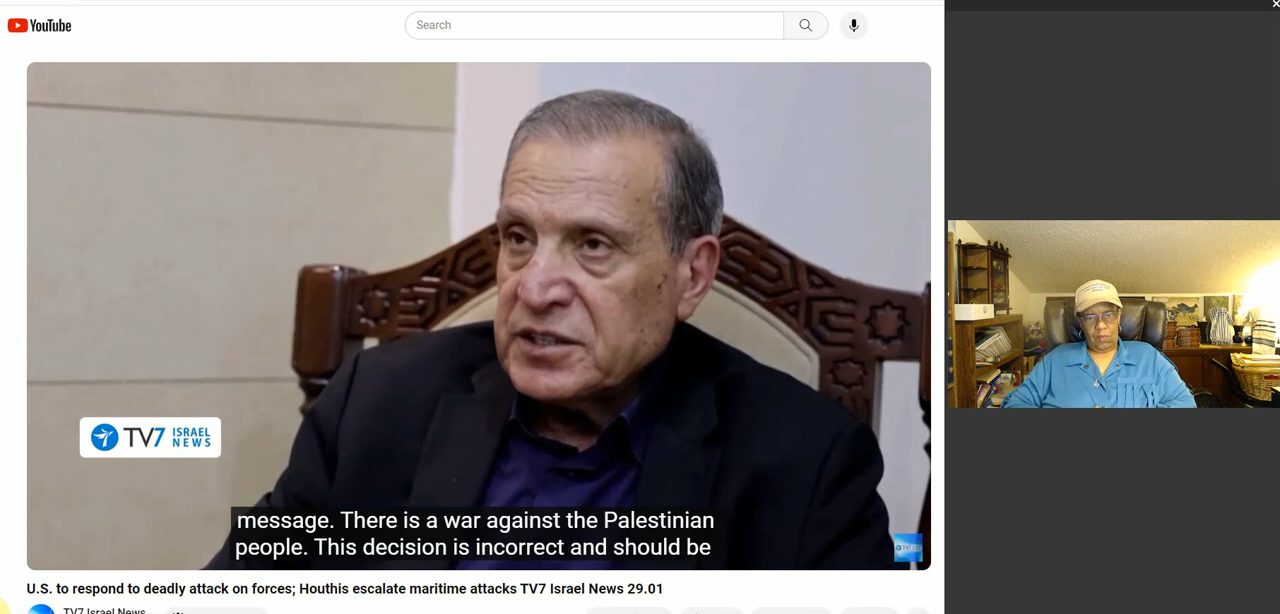 YouTube
Search
TV7 ISRAEL
NEWS
message. There is a war against the Palestinian
people. This decision is incorrect and should be
U.S. to respond to deadly attack on forces; Houthis escalate maritime attacks TV7 Israel News 29.01
TV7 Israel News